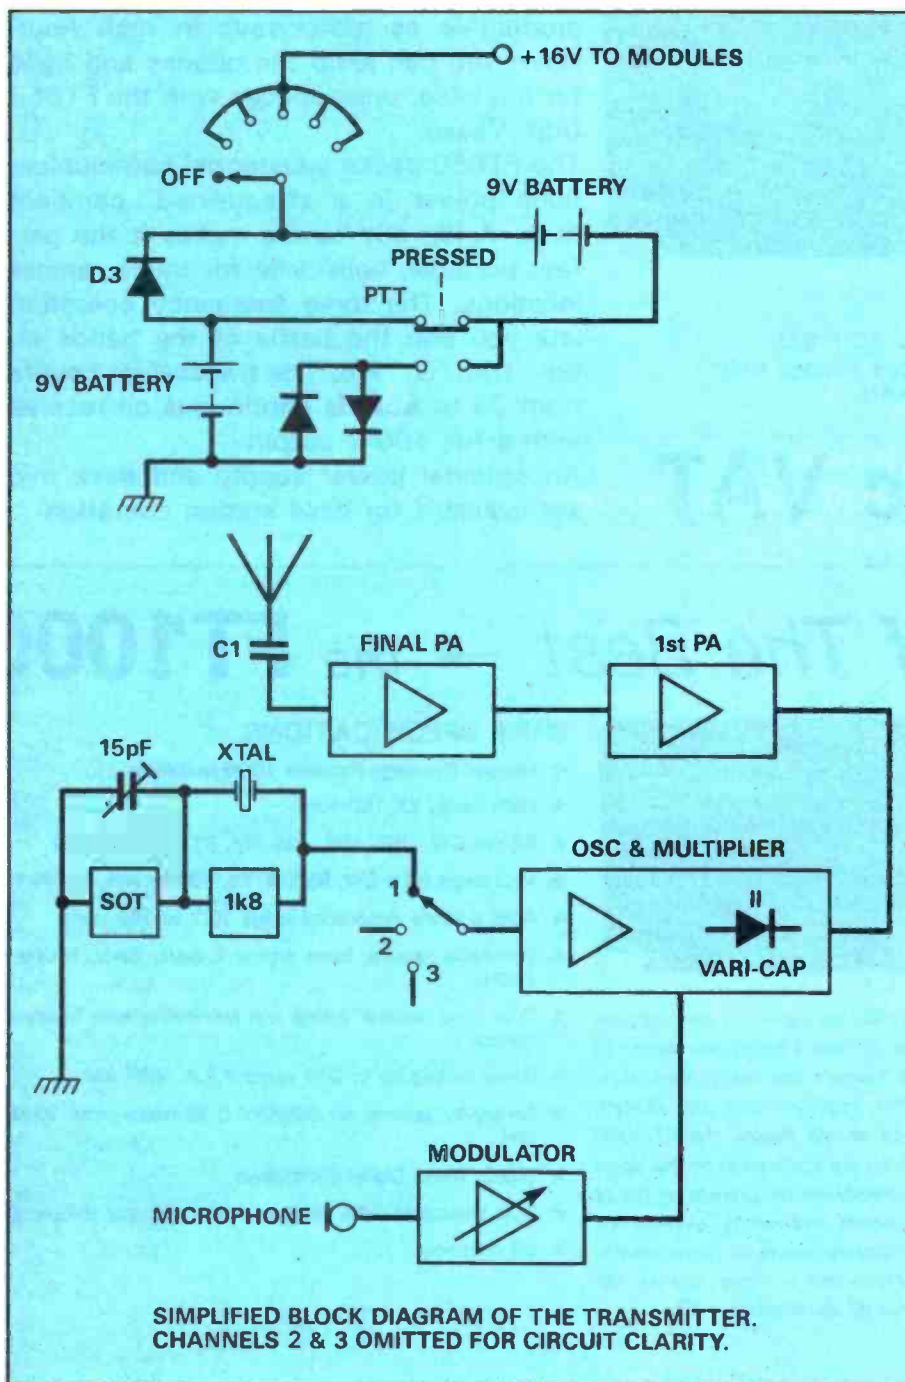 +16V TO MODULES
OFF
9V BATTERY
D3
PRESSED
PTT
9V BATTERY
C1
FINAL PA
1st PA
15pF
XTAL
OSC & MULTIPLIER
SOT
1k8
1
2
3
VARI-CAP
MODULATOR
MICROPHONE
SIMPLIFIED BLOCK DIAGRAM OF THE TRANSMITTER.
CHANNELS 2 & 3 OMITTED FOR CIRCUIT CLARITY.